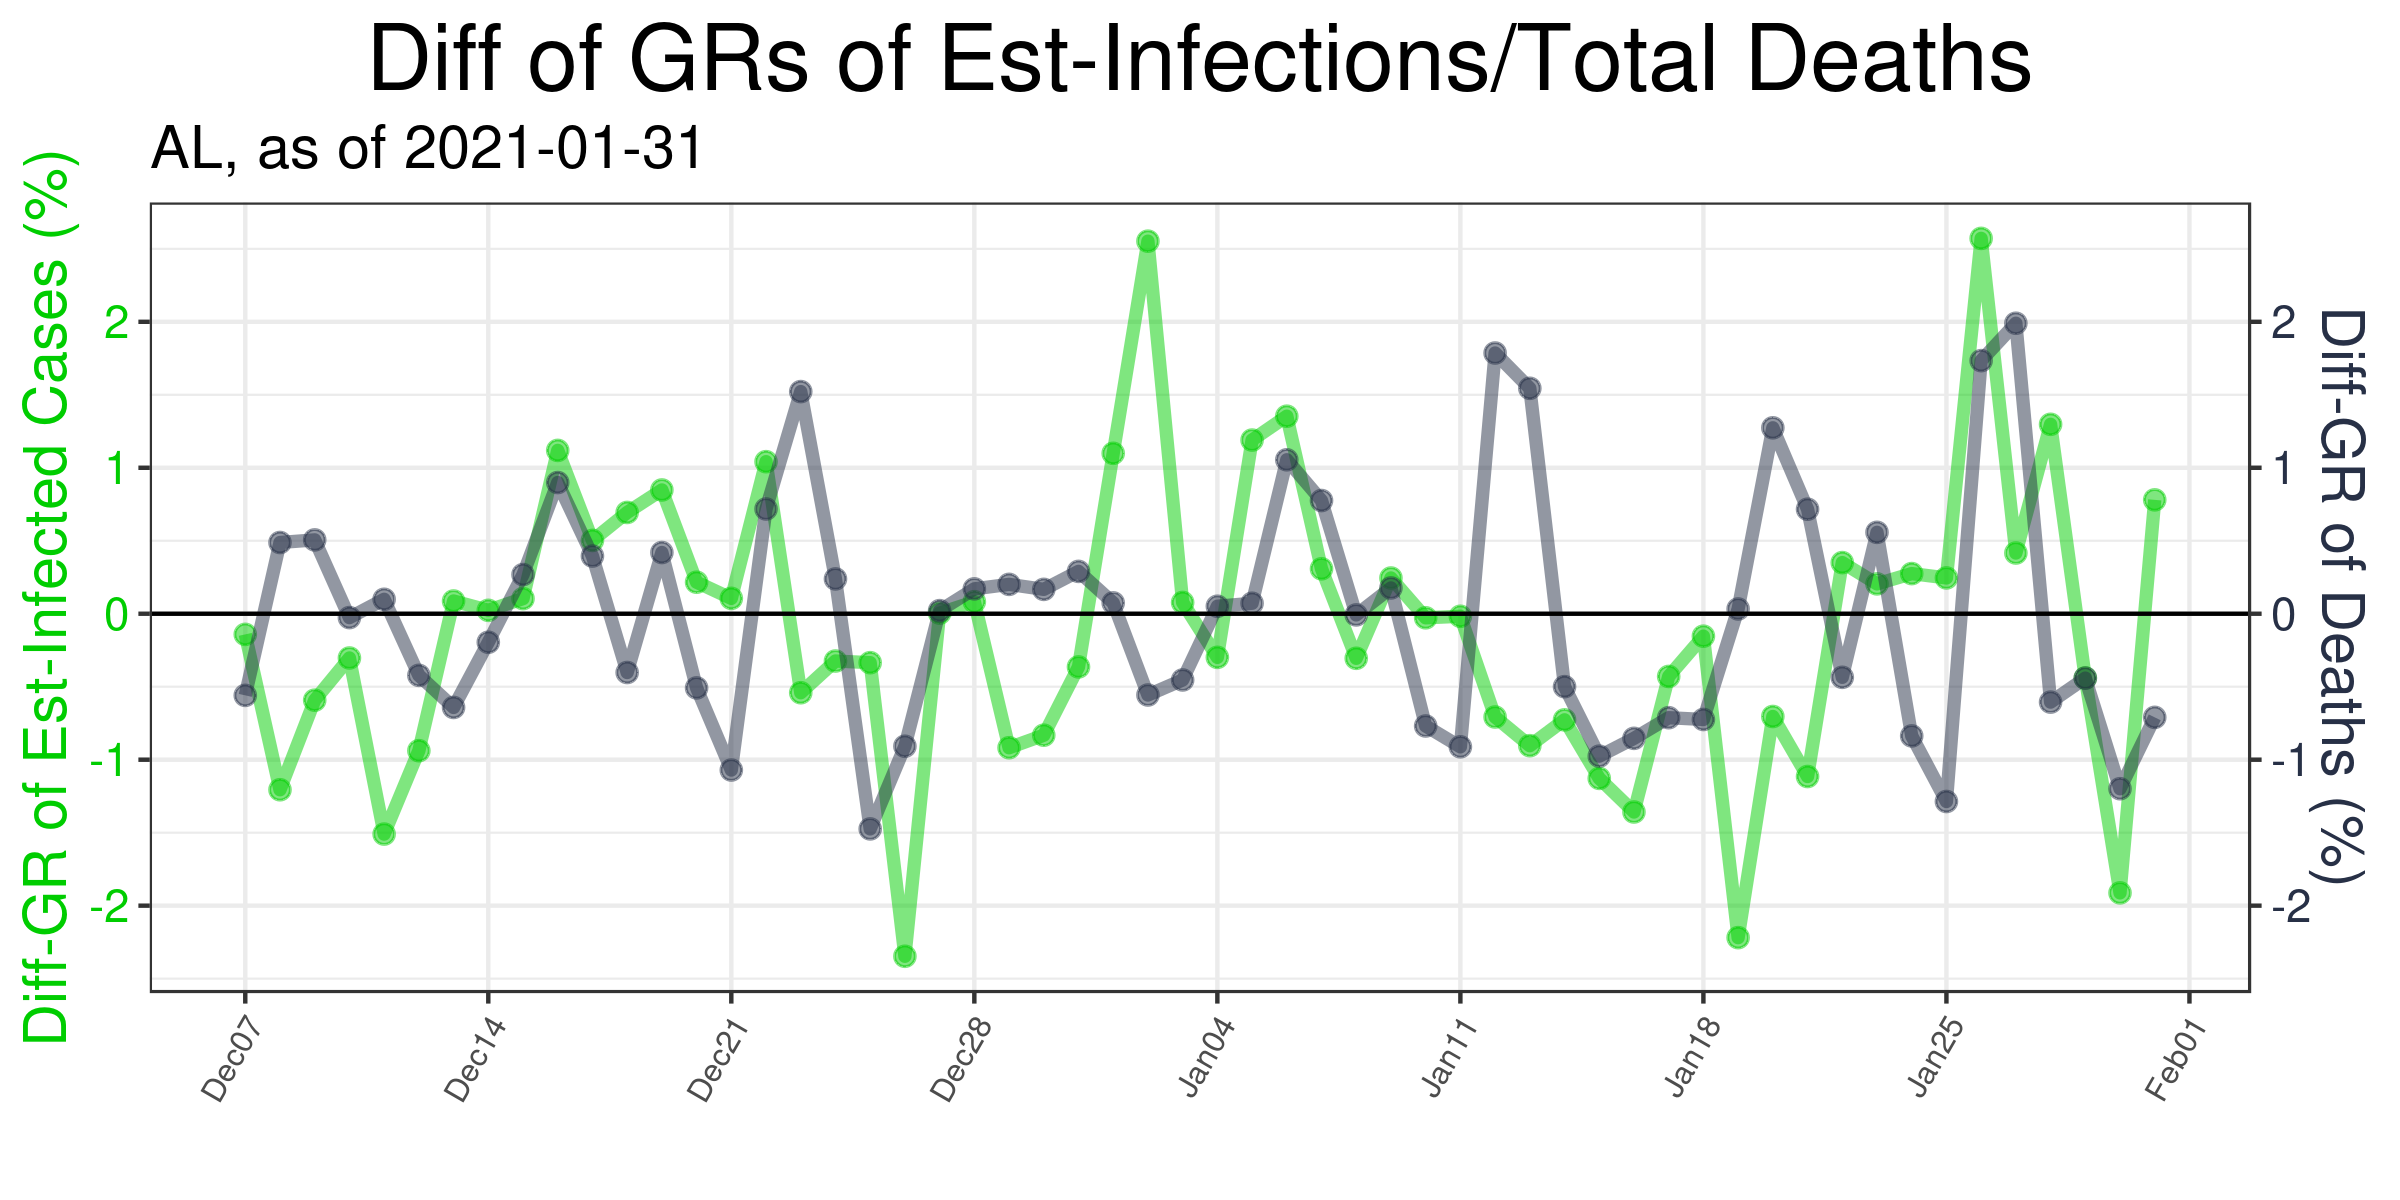 Diff of GRs of Est-Infections/Total Deaths
AL, as of 2021-01-31
Diff-GR of Est-Infected Cases (%)
2
1
0
-1
-2
2
1
0
-1
-2
Diff-GR of Deaths (%)
Dec07
Dec14
Dec21
Dec28
Jan04
Jan11
Jan18
Jan25
Feb01